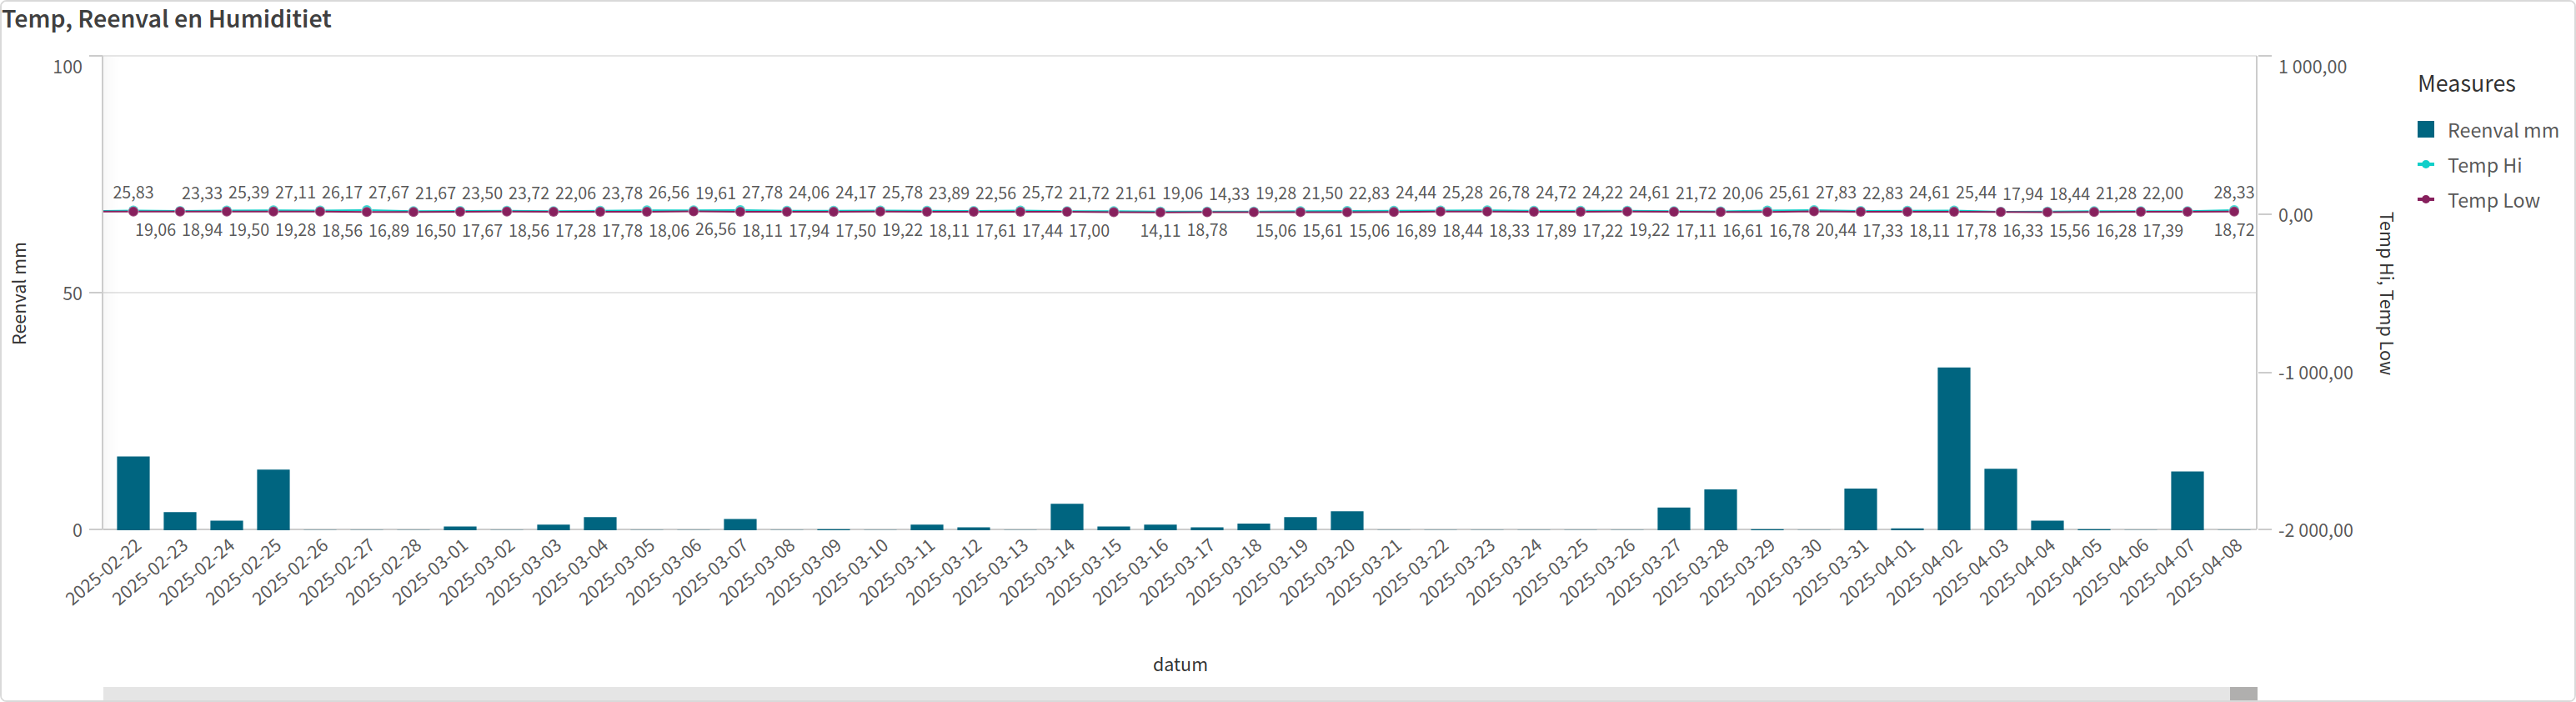 Temp, Reenval en Humiditiet
100
50
0
Reenval mm
25,83 23,33 25,39 27,11 26,17 27,67 21,67 23,50 23,72 22,06 23,78 26,56 19,61 27,78 24,06 24,17 25,78 23,89 22,56 25,72 21,72 21,61 19,06 14,33 19,28 21,50 22,83 24,44 25,28 26,78 24,72 24,22 24,61 21,72 20,06 25,61 27,83 22,83 24,61 25,44 17,94 18,44 21,28 22,00 28,33
19,06 18,94 19,50 19,28 18,56 16,89 16,50 17,67 18,56 17,28 17,78 18,06 26,56 18,11 17,94 17,50 19,22 18,11 17,61 17,44 17,00 14,11 18,78 15,06 15,61 15,06 16,89 18,44 18,33 17,89 17,22 19,22 17,11 16,61 16,78 20,44 17,33 18,11 17,78 16,33 15,56 16,28 17,39 18,72
1 000,00
0,00
-1 000,00
-2 000,00
Temp Hi, Temp Low
2025-02-22 2025-02-23 2025-02-24 2025-02-25 2025-02-26 2025-02-27 2025-02-28 2025-03-01 2025-03-02 2025-03-03 2025-03-04 2025-03-05 2025-03-06 2025-03-07 2025-03-08 2025-03-09 2025-03-10 2025-03-11 2025-03-12 2025-03-13 2025-03-14 2025-03-15 2025-03-16 2025-03-17 2025-03-18 2025-03-19 2025-03-20 2025-03-21 2025-03-22 2025-03-23 2025-03-24 2025-03-25 2025-03-26 2025-03-27 2025-03-28 2025-03-29 2025-03-30 2025-03-31 2025-04-01 2025-04-02 2025-04-03 2025-04-04 2025-04-05 2025-04-06 2025-04-07 2025-04-08
datum
Measures
Reenval mm
Temp Hi
Temp Low